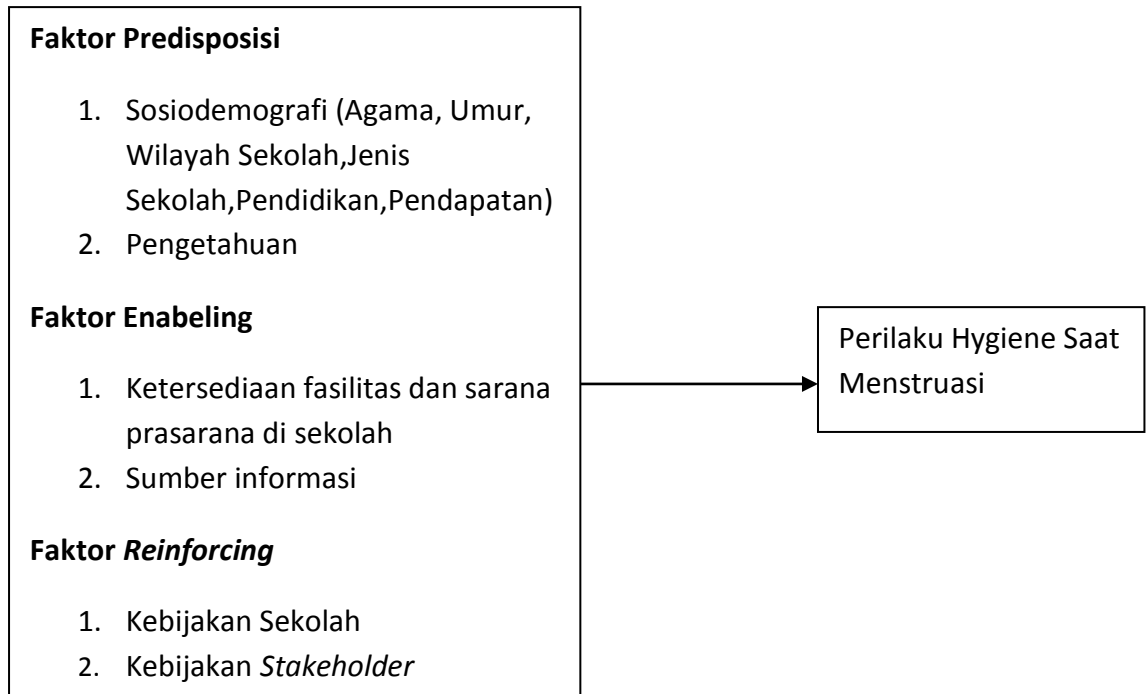 Faktor Predisposisi
1. Sosiodemografi (Agama, Umur,
Wilayah Sekolah,Jenis
Sekolah,Pendidikan,Pendapatan)
2. Pengetahuan
Faktor Enabeling
1. Ketersediaan fasilitas dan sarana
prasarana di sekolah
2. Sumber informasi
Faktor Reinforcing
1. Kebijakan Sekolah
2. Kebijakan Stakeholder
Perilaku Hygiene Saat
Menstruasi